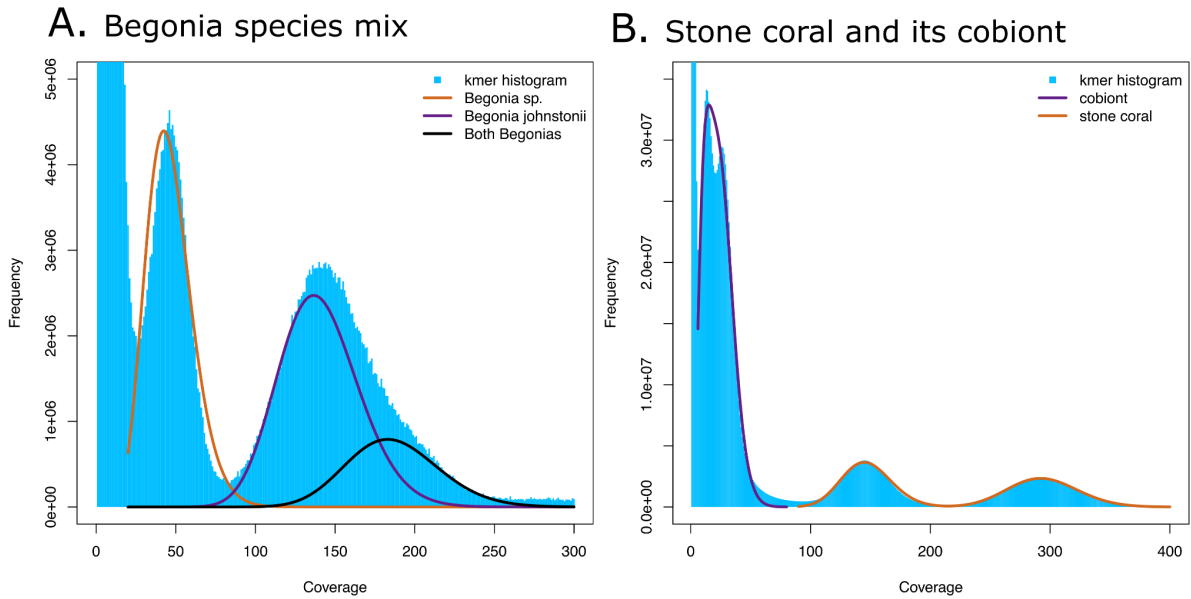 A. Begonia species mix
kmer histogram
Begonia sp.
Begonia johnstonii
Both Begonias
Frequency
5e+06
4e+06
3e+06
2e+06
1e+06
0e+00
0 50 100 150 200 250 300
Coverage
B. Stone coral and its cobiont
kmer histogram
cobiont
stone coral
Frequency
3.0e+07
2.0e+07
1.0e+07
0.0e+00
0 100 200 300 400
Coverage